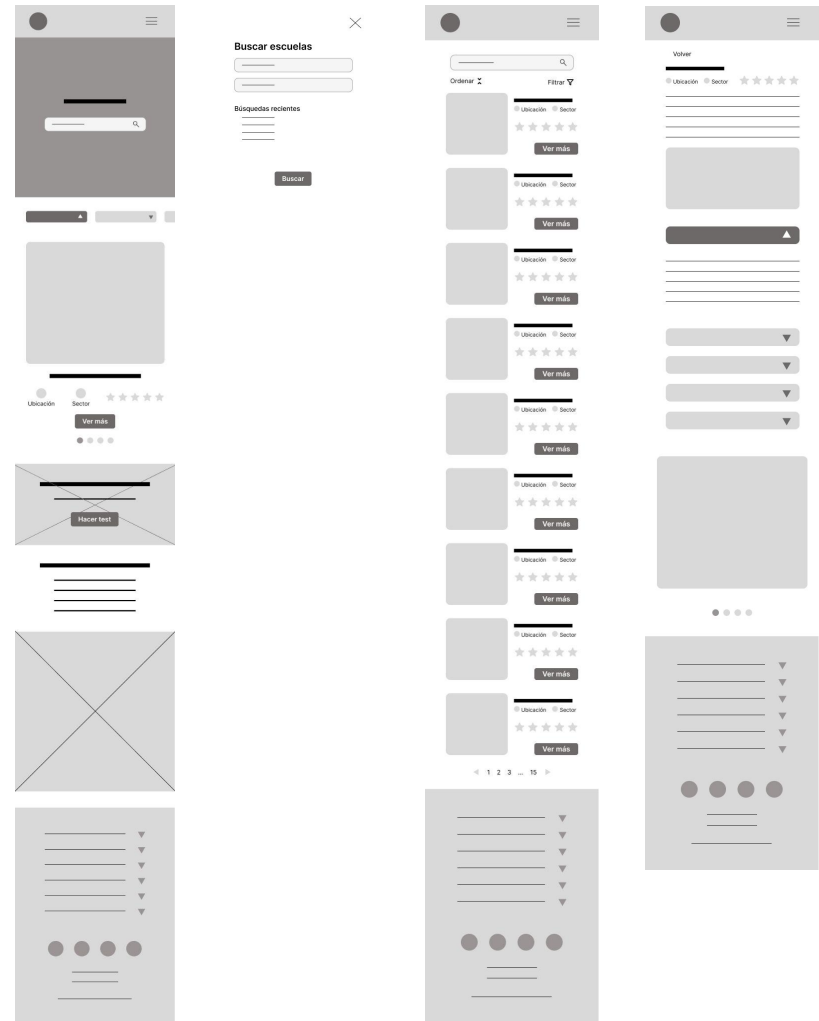 Ubicación
Sector
Ver más
Hacer test
Buscar escuelas
Búsquedas recientes
Buscar
Ordenar
Filtrar
Ubicación Sector
Ver más
Ubicación Sector
Ver más
Ubicación Sector
Ver más
Ubicación Sector
Ver más
Ubicación Sector
Ver más
Ubicación Sector
Ver más
Ubicación Sector
Ver más
Ubicación Sector
Ver más
Ubicación Sector
Ver más
1 2 3 ... 15
Volver
Ubicación Sector